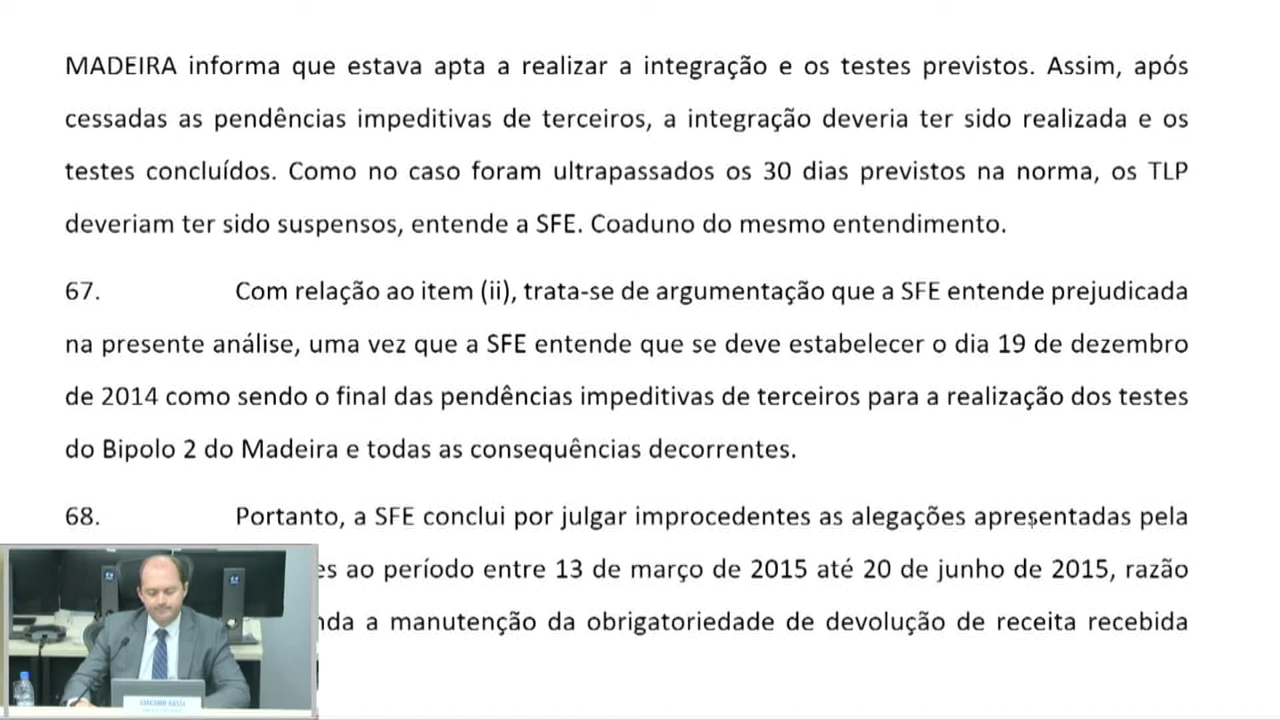 MADEIRA informa que estava apta a realizar a integração e os testes previstos. Assim, após
cessadas as pendências impeditivas de terceiros, a integração deveria ter sido realizada e os
testes concluídos. Como no caso foram ultrapassados os 30 dias previstos na norma, os TLP
deveriam ter sido suspensos, entende a SFE. Coaduno do mesmo entendimento.
67. Com relação ao item (ii), trata-se de argumentação que a SFE entende prejudicada
na presente análise, uma vez que a SFE entende que se deve estabelecer o dia 19 de dezembro
de 2014 como sendo o final das pendências impeditivas de terceiros para a realização dos testes
do Bipolo 2 do Madeira e todas as consequências decorrentes.
68. Portanto, a SFE conclui por julgar improcedentes as alegações apresentadas pela
es ao período entre 13 de março de 2015 até 20 de junho de 2015, razão
nda a manutenção da obrigatoriedade de devolução de receita recebida